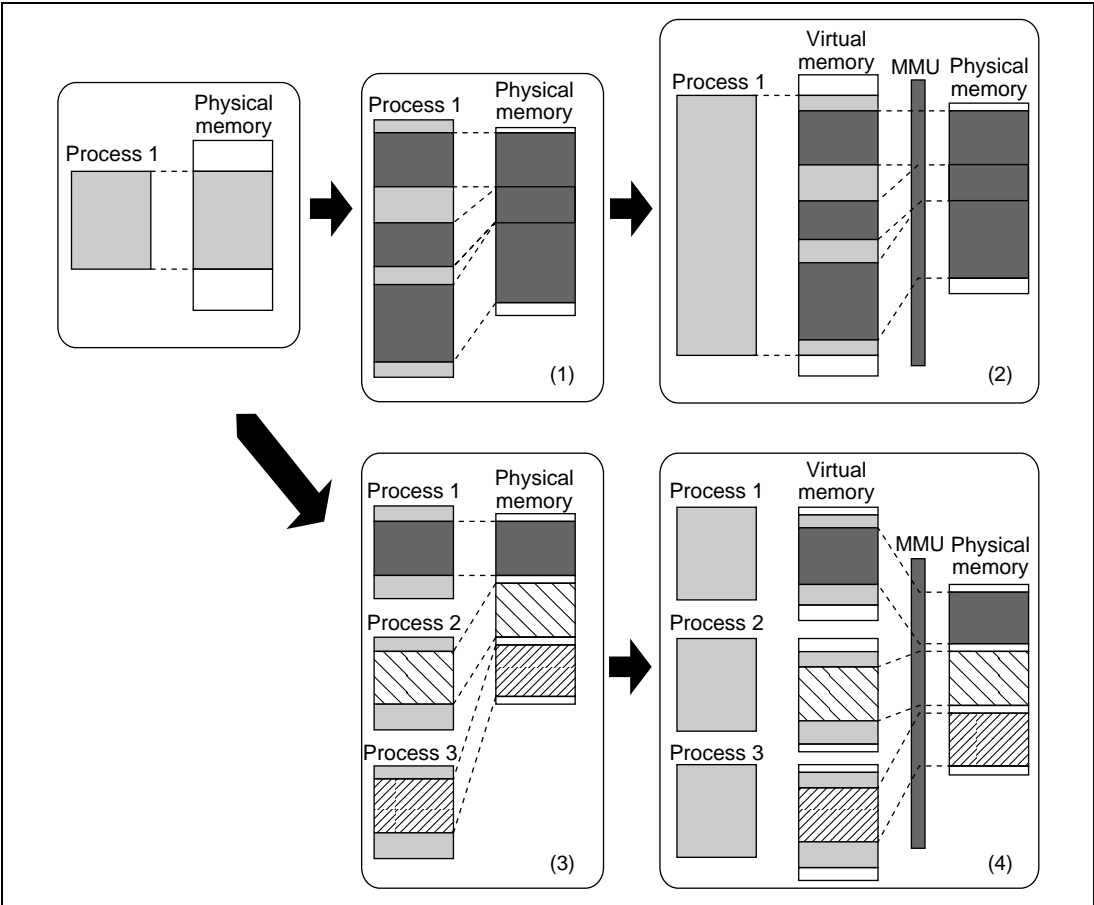 Process 1
Physical
memory
Process 1
Physical
memory
(1)
Process 1
Virtual
memory
MMU
Physical
memory
(2)
Process 1
Physical
memory
Process 2
Process 3
(3)
Process 1
Virtual
memory
MMU
Physical
memory
Process 2
Process 3
(4)